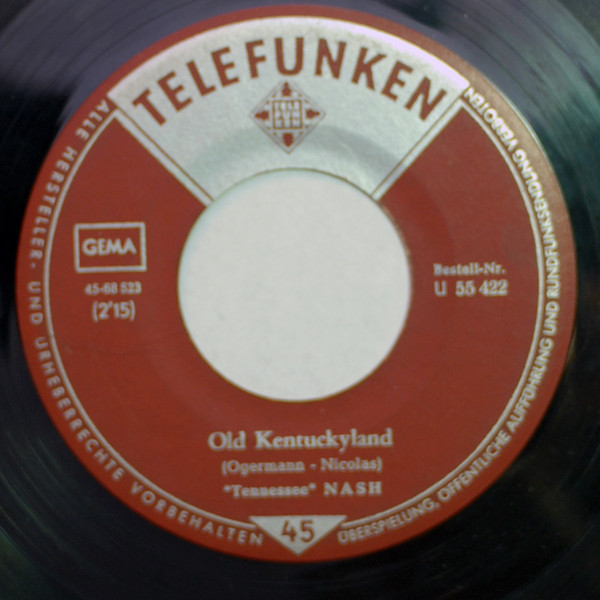 TELEFUNKEN
ALLE HERSTELLER- UND URHEBERRECHTE VORBEHALTEN
ÜBERSPIELUNG, ÖFFENTLICHE AUFFÜHRUNG UND RUNDFUNKSENDUNG VERBOTEN
GEMA
45-68 523
(2'15)
Bestell-Nr.
U 55 422
Old Kentuckyland
(Ogermann - Nicolas)
"Tennessee" NASH
45